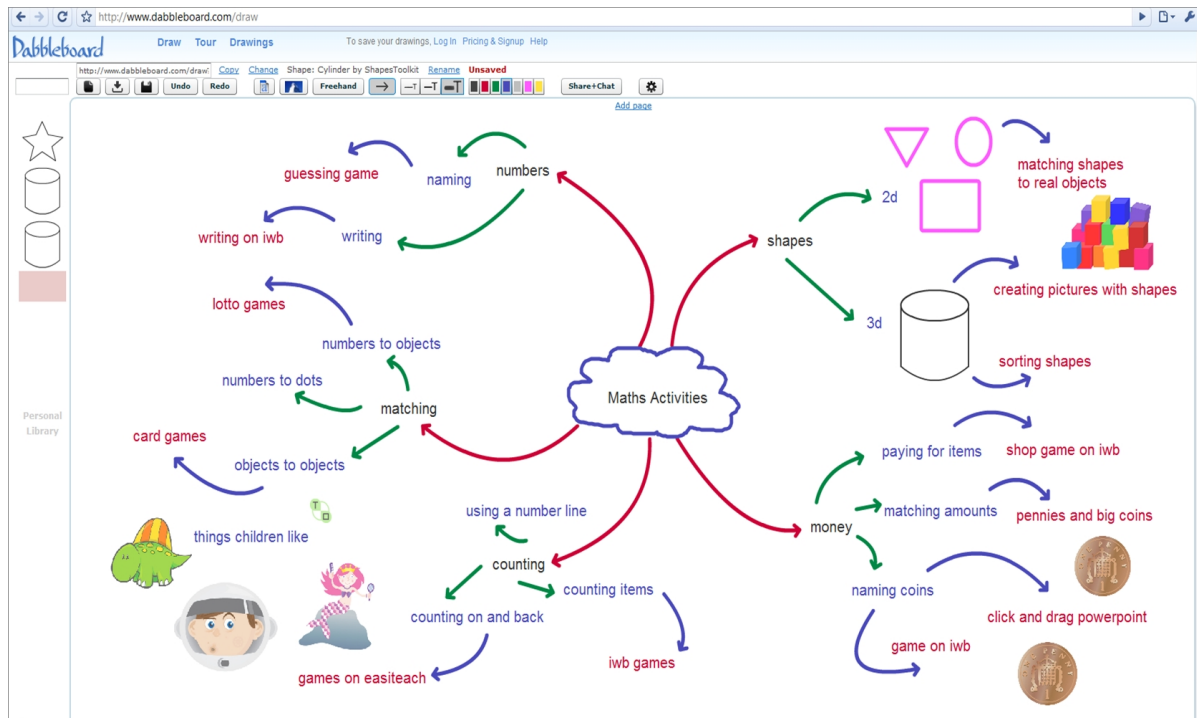 http://www.dabbleboard.com/draw
Dabbleboard
Draw Tour Drawings
To save your drawings, Log In Pricing & Signup Help
http://www.dabbleboard.com/draw
Copy Change Shape: Cylinder by ShapesToolkit Rename Unsaved
Undo Redo Freehand T T T Share+Chat
Add page
Personal
Library
numbers
naming
guessing game
writing
writing on iwb
lotto games
numbers to objects
numbers to dots
matching
card games
objects to objects
T
things children like
using a number line
counting
counting items
counting on and back
iwb games
games on easiteach
Maths Activities
shapes
2d
matching shapes
to real objects
3d
creating pictures with shapes
sorting shapes
paying for items
shop game on iwb
money
matching amounts
pennies and big coins
naming coins
click and drag powerpoint
game on iwb